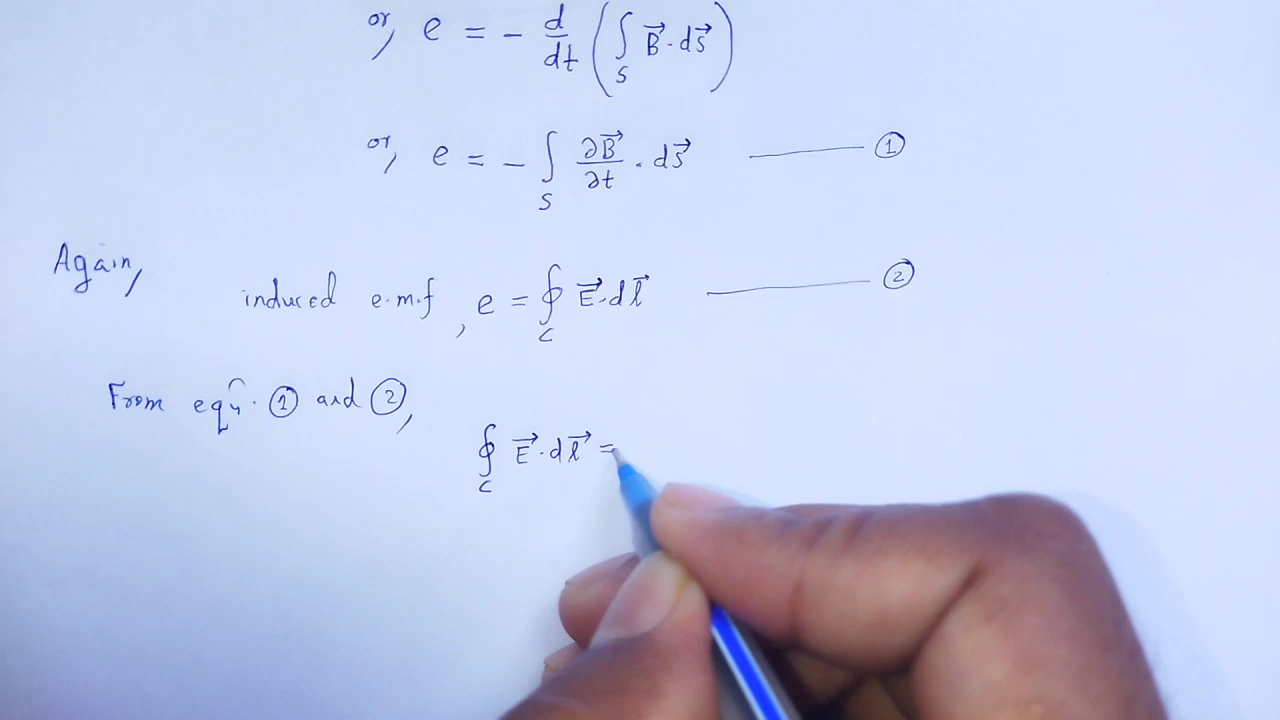 or, e = - d/dt ( ∫_S B⃗ · ds⃗ )
or, e = - ∫_S ∂B⃗/∂t · ds⃗ ——— ①
Again, induced e.m.f, e = ∮_C E⃗ · dl⃗ ——— ②
From eqn. ① and ②,
∮_C E⃗ · dl⃗ =